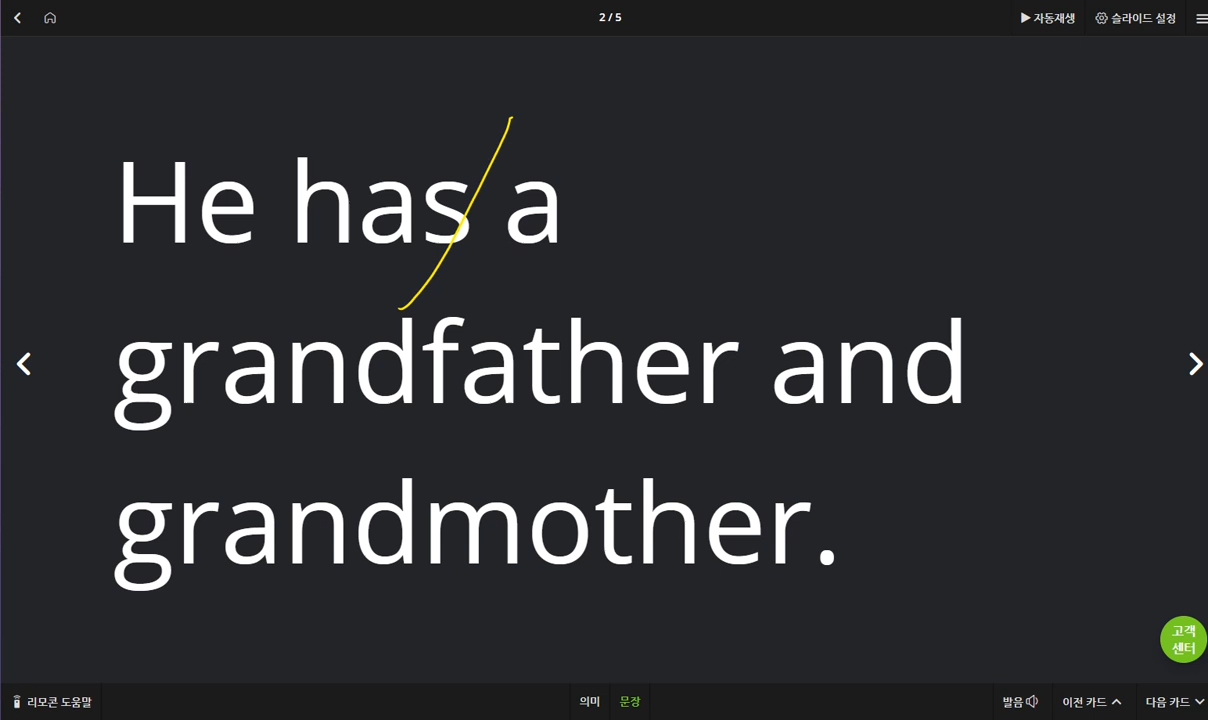 2 / 5
자동재생
슬라이드 설정
He has a
grandfather and
grandmother.
고객
센터
리모콘 도움말
의미
문장
발음
이전 카드
다음 카드